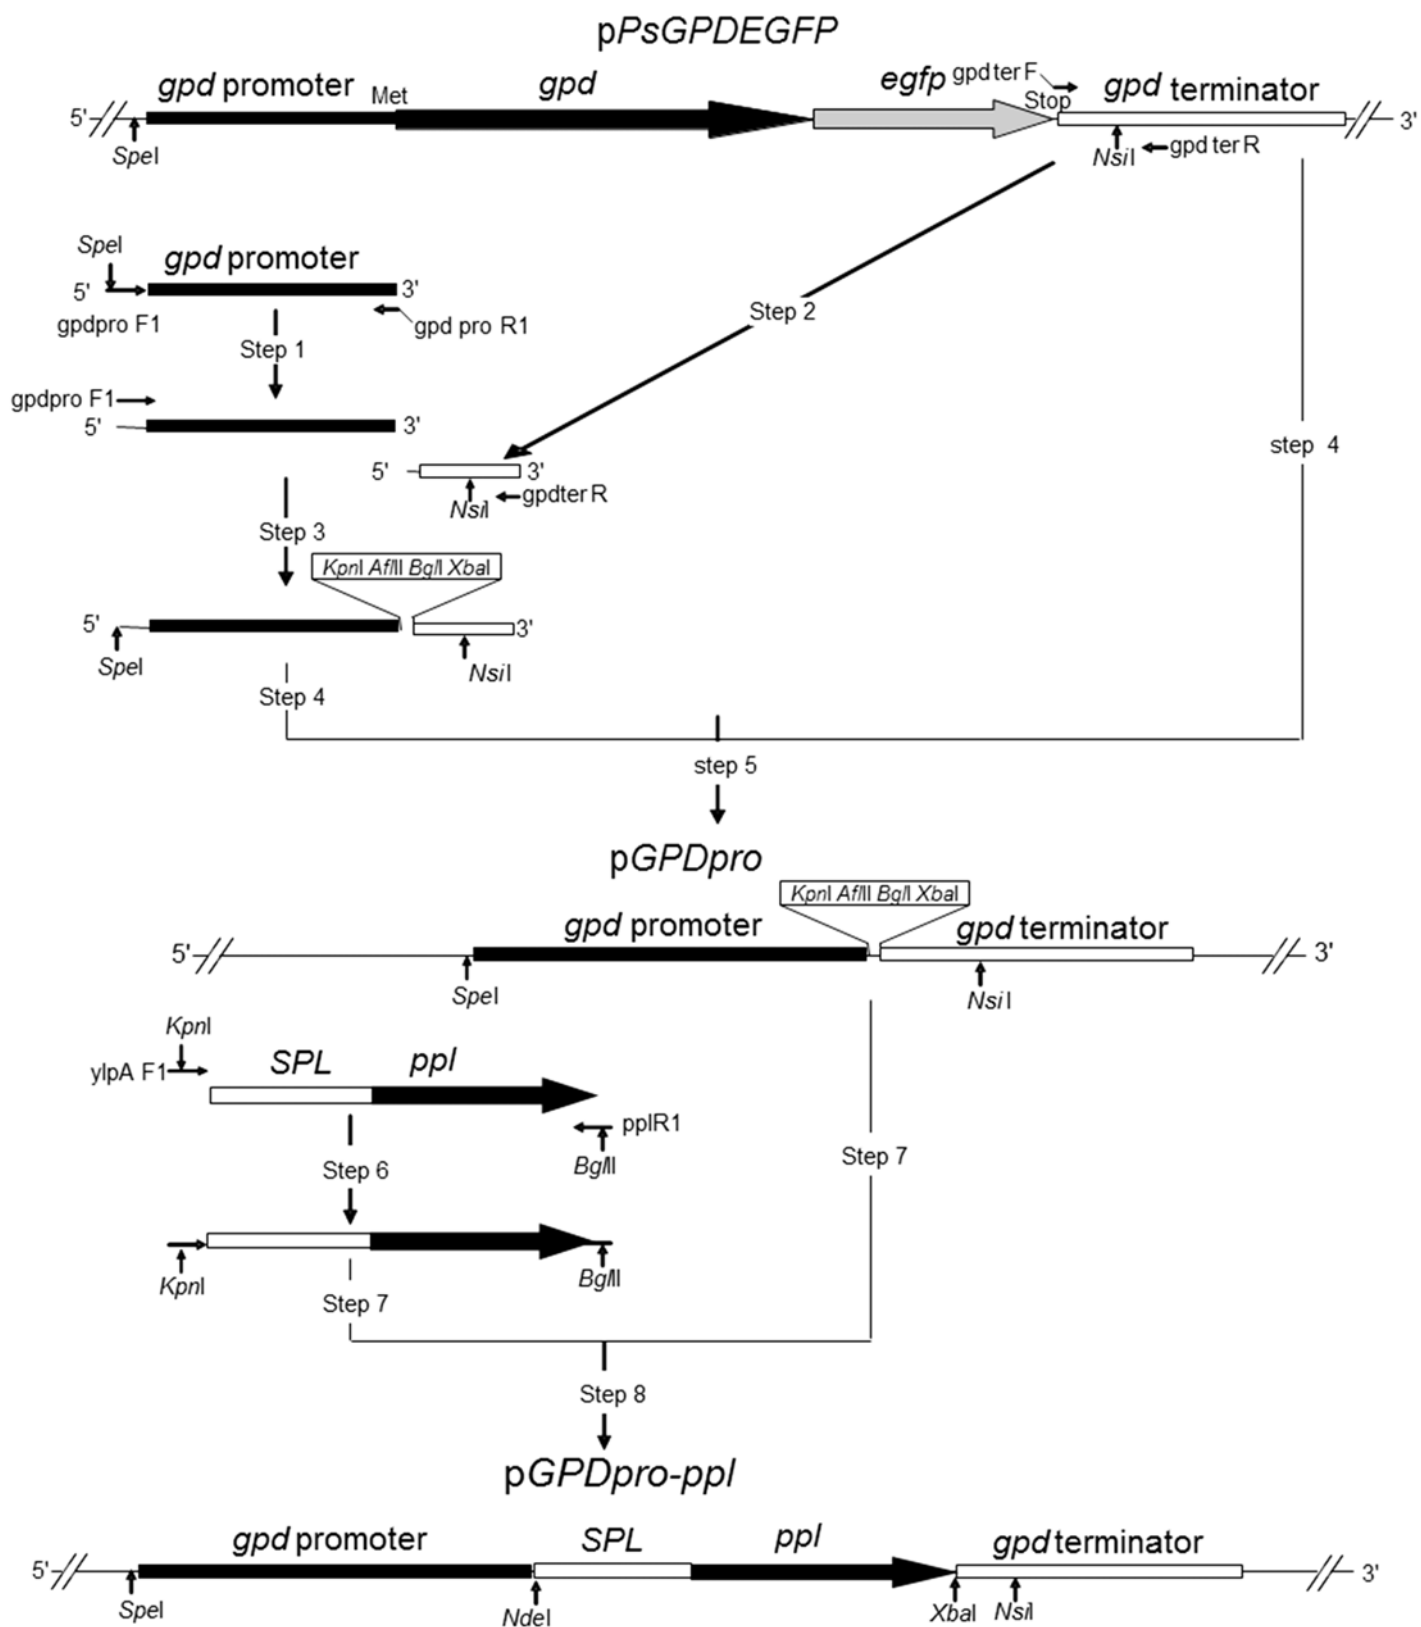 pPsGPDEGFP
gpd promoter Met gpd egfp gpd ter F Stop gpd terminator
5' 3'
SpeI NsiI gpd ter R
SpeI gpd promoter
5' 3'
gpdpro F1 gpd pro R1
Step 1
Step 2
gpdpro F1
5' 3'
step 4
5' 3'
NsiI gpdter R
Step 3
KpnI AflII BglI XbaI
5' 3'
SpeI NsiI
Step 4
step 5
pGPDpro
KpnI AflII BglI XbaI
gpd promoter gpd terminator
5' 3'
SpeI NsiI
KpnI
ylpA F1 SPL ppl
pplR1
BglII
Step 6 Step 7
KpnI BglII
Step 7
Step 8
pGPDpro-ppl
gpd promoter SPL ppl gpd terminator
5' 3'
SpeI NdeI XbaI NsiI